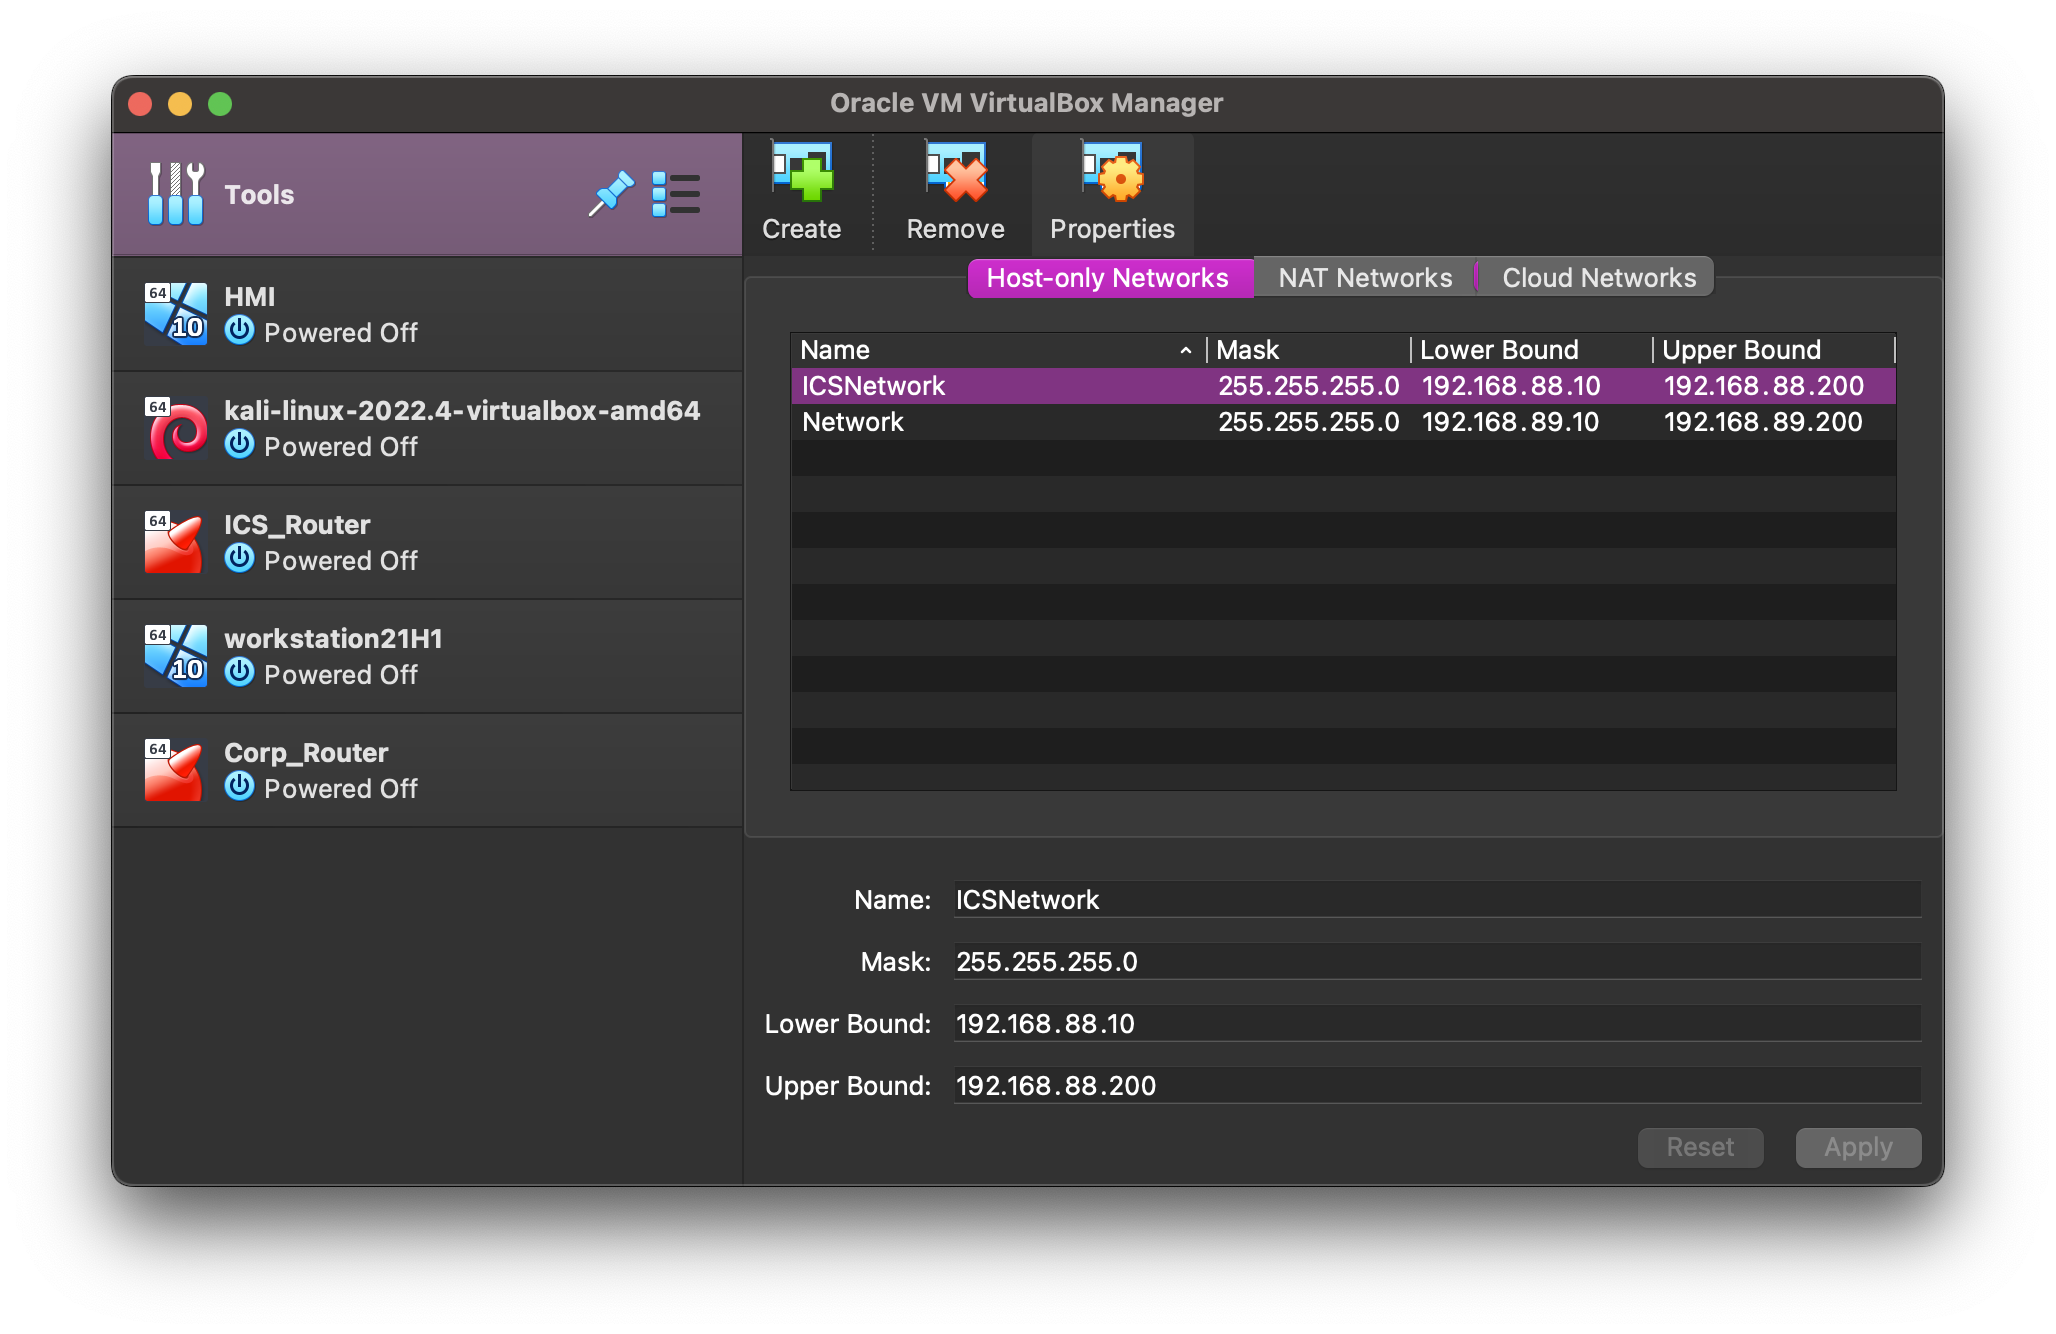 Oracle VM VirtualBox Manager
Tools
Create
Remove
Properties
Host-only Networks
NAT Networks
Cloud Networks
64
10
HMI
Powered Off
64
kali-linux-2022.4-virtualbox-amd64
Powered Off
64
ICS_Router
Powered Off
64
10
workstation21H1
Powered Off
64
Corp_Router
Powered Off
Name Mask Lower Bound Upper Bound
ICSNetwork 255.255.255.0 192.168.88.10 192.168.88.200
Network 255.255.255.0 192.168.89.10 192.168.89.200
Name: ICSNetwork
Mask: 255.255.255.0
Lower Bound: 192.168.88.10
Upper Bound: 192.168.88.200
Reset
Apply